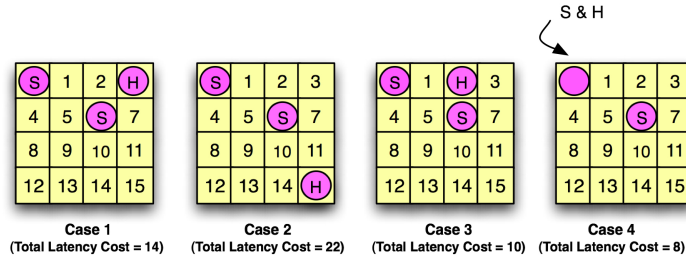 S & H
S 1 2 H
4 5 S 7
8 9 10 11
12 13 14 15
Case 1
(Total Latency Cost = 14)
S 1 2 3
4 5 S 7
8 9 10 11
12 13 14 H
Case 2
(Total Latency Cost = 22)
S 1 H 3
4 5 S 7
8 9 10 11
12 13 14 15
Case 3
(Total Latency Cost = 10)
1 2 3
4 5 S 7
8 9 10 11
12 13 14 15
Case 4
(Total Latency Cost = 8)